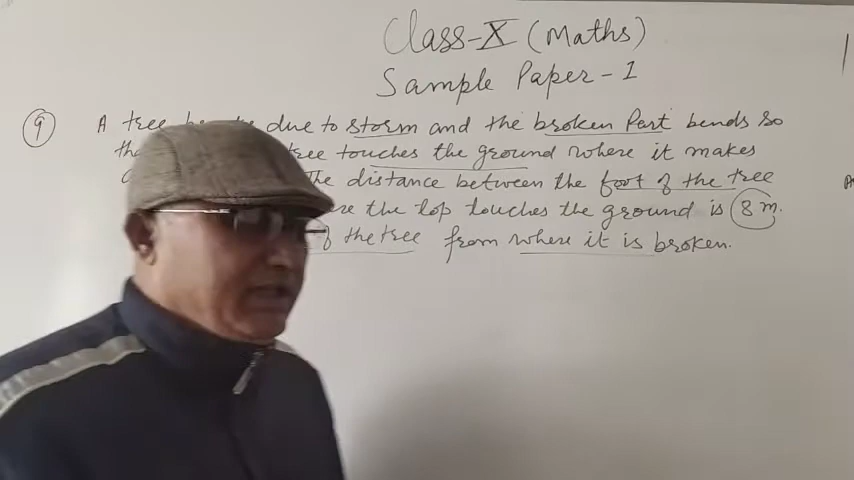 Class-X (Maths)
Sample Paper-1
9 A tree due to storm and the broken Part bends so
tree touches the ground where it makes
The distance between the foot of the tree
the top touches the ground is 8 m.
the tree from where it is broken.